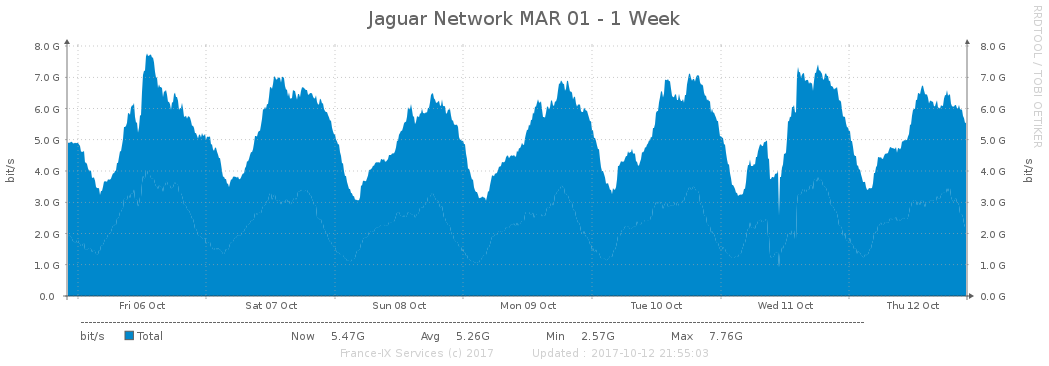 Jaguar Network MAR 01 - 1 Week
RRDTOOL / TOBI OETIKER
8.0 G 8.0 G
7.0 G 7.0 G
6.0 G 6.0 G
5.0 G 5.0 G
4.0 G 4.0 G
3.0 G 3.0 G
2.0 G 2.0 G
1.0 G 1.0 G
0.0 0.0 G
bit/s bit/s
Fri 06 Oct Sat 07 Oct Sun 08 Oct Mon 09 Oct Tue 10 Oct Wed 11 Oct Thu 12 Oct
bit/s Total Now 5.47G Avg 5.26G Min 2.57G Max 7.76G
France-IX Services (c) 2017 Updated : 2017-10-12 21:55:03